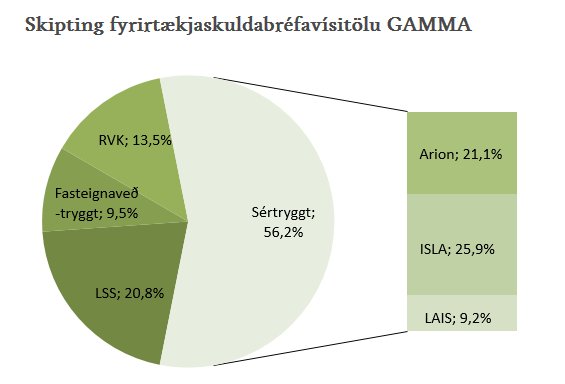 Skipting fyrirtækjaskuldabréfavísitölu GAMMA
RVK; 13,5%
Fasteignaveð
-tryggt; 9,5%
LSS; 20,8%
Sértryggt;
56,2%
Arion; 21,1%
ISLA; 25,9%
LAIS; 9,2%